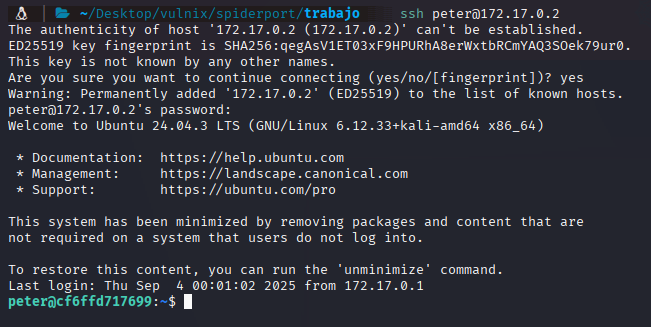 ~/Desktop/vulnix/spiderport/trabajo ssh peter@172.17.0.2
The authenticity of host '172.17.0.2 (172.17.0.2)' can't be established.
ED25519 key fingerprint is SHA256:qegAsV1ET03xF9HPURhA8erWxtbRCmYAQ3SOek79ur0.
This key is not known by any other names.
Are you sure you want to continue connecting (yes/no/[fingerprint])? yes
Warning: Permanently added '172.17.0.2' (ED25519) to the list of known hosts.
peter@172.17.0.2's password:
Welcome to Ubuntu 24.04.3 LTS (GNU/Linux 6.12.33+kali-amd64 x86_64)
* Documentation:  https://help.ubuntu.com
* Management:     https://landscape.canonical.com
* Support:        https://ubuntu.com/pro
This system has been minimized by removing packages and content that are
not required on a system that users do not log into.
To restore this content, you can run the 'unminimize' command.
Last login: Thu Sep  4 00:01:02 2025 from 172.17.0.1
peter@cf6ffd717699:~$